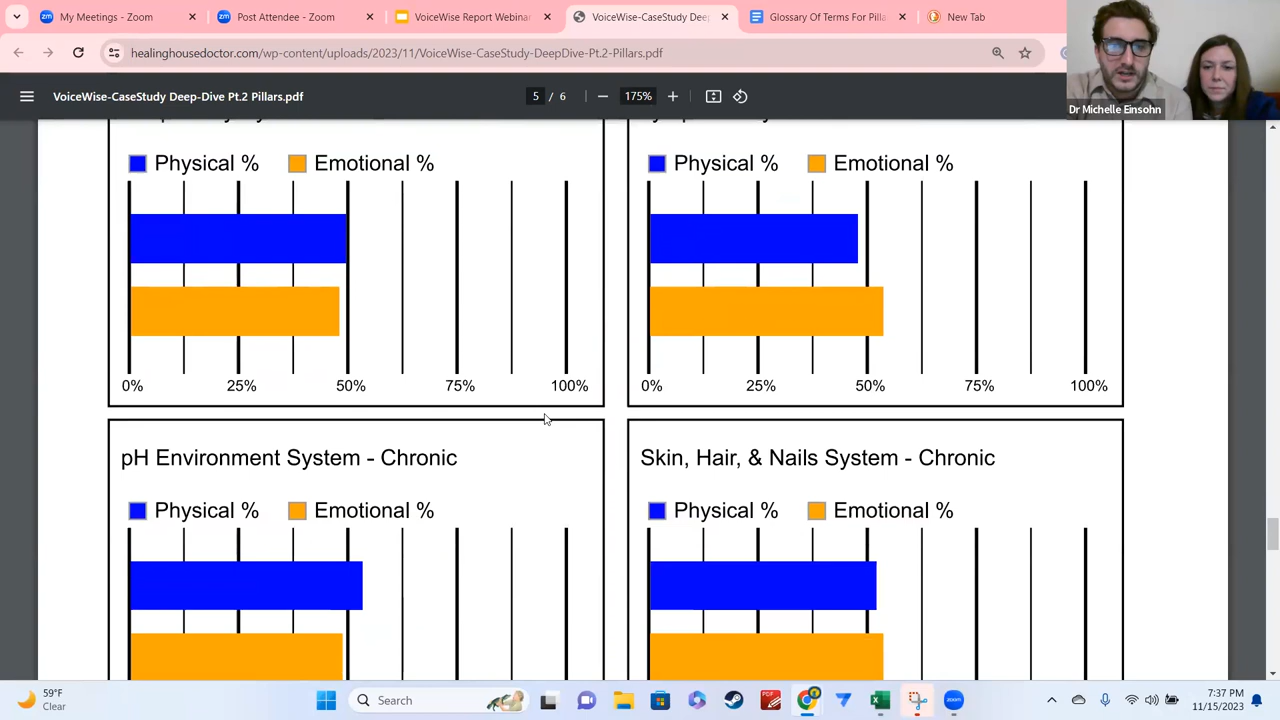 My Meetings - Zoom
Post Attendee - Zoom
VoiceWise Report Webina
VoiceWise-CaseStudy Dee
Glossary Of Terms For Pilla
New Tab
healinghousedoctor.com/wp-content/uploads/2023/11/VoiceWise-CaseStudy-DeepDive-Pt.2-Pillars.pdf
VoiceWise-CaseStudy Deep-Dive Pt.2 Pillars.pdf
5 / 6
175%
Dr Michelle Einsohn
Physical %
Emotional %
0%
25%
50%
75%
100%
Physical %
Emotional %
0%
25%
50%
75%
100%
pH Environment System - Chronic
Physical %
Emotional %
Skin, Hair, & Nails System - Chronic
Physical %
Emotional %
59°F
Clear
Search
PDF
7:37 PM
11/15/2023